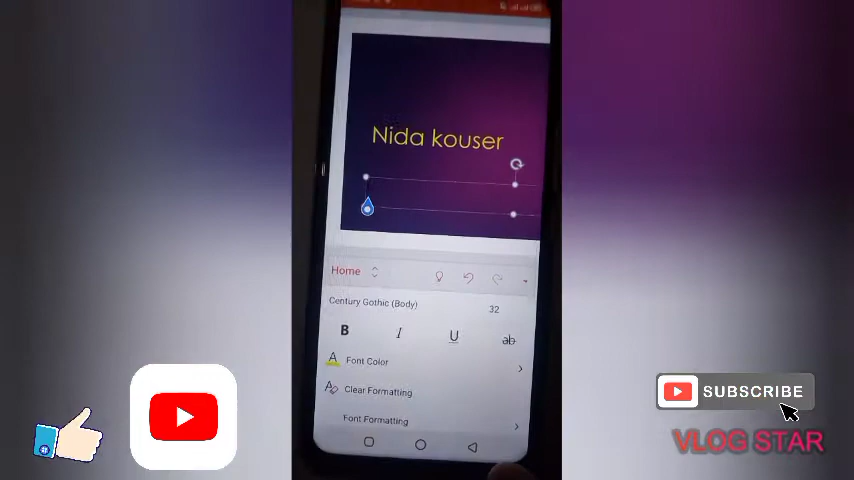 Nida kouser
Home
Century Gothic (Body)
32
B
I
U
ab
A
Font Color
Clear Formatting
Font Formatting
SUBSCRIBE
VLOG STAR